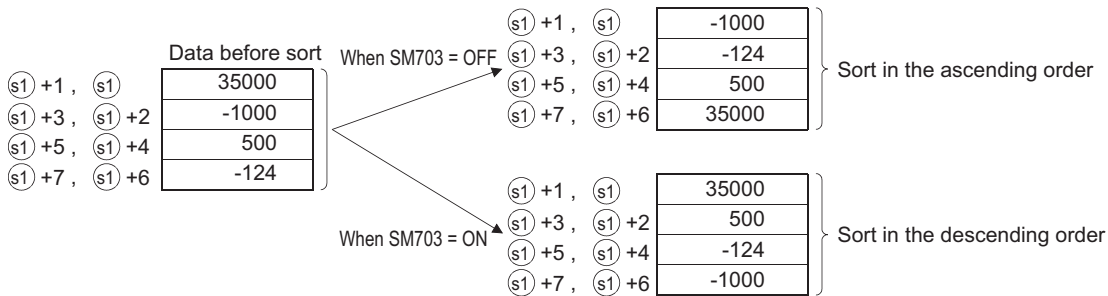 Data before sort
(s1) +1 , (s1) 35000
(s1) +3 , (s1) +2 -1000
(s1) +5 , (s1) +4 500
(s1) +7 , (s1) +6 -124
When SM703 = OFF
(s1) +1 , (s1) -1000
(s1) +3 , (s1) +2 -124
(s1) +5 , (s1) +4 500
(s1) +7 , (s1) +6 35000
Sort in the ascending order
When SM703 = ON
(s1) +1 , (s1) 35000
(s1) +3 , (s1) +2 500
(s1) +5 , (s1) +4 -124
(s1) +7 , (s1) +6 -1000
Sort in the descending order